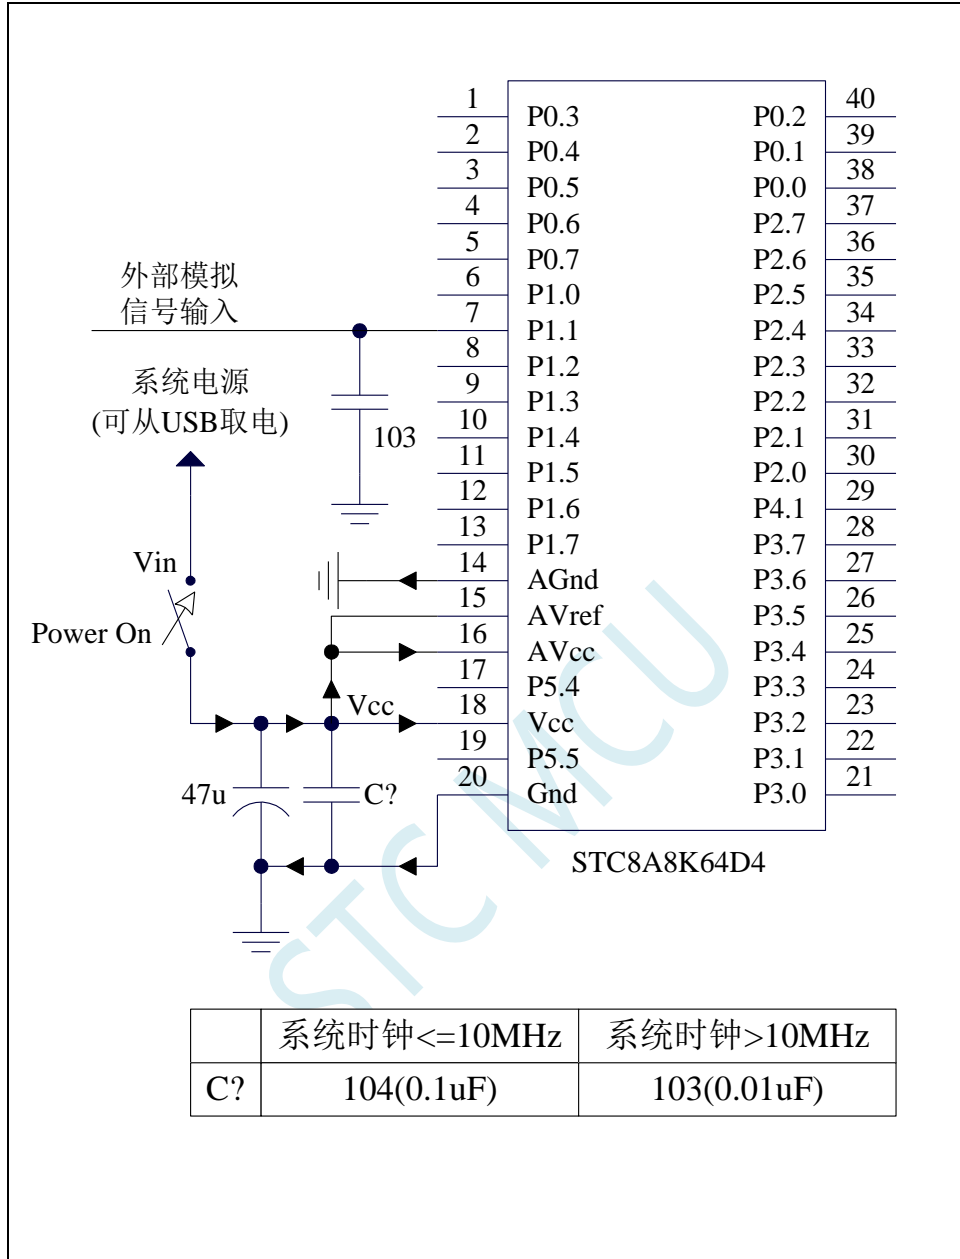 1
P0.3
P0.2
40
2
P0.4
P0.1
39
3
P0.5
P0.0
38
4
P0.6
P2.7
37
5
P0.7
P2.6
36
6
P1.0
P2.5
35
外部模拟
信号输入
7
P1.1
P2.4
34
8
P1.2
P2.3
33
系统电源
(可从USB取电)
103
9
P1.3
P2.2
32
10
P1.4
P2.1
31
11
P1.5
P2.0
30
12
P1.6
P4.1
29
13
P1.7
P3.7
28
14
AGnd
P3.6
27
Vin
Power On
15
AVref
P3.5
26
16
AVcc
P3.4
25
17
P5.4
P3.3
24
Vcc
18
Vcc
P3.2
23
19
P5.5
P3.1
22
47u
C?
20
Gnd
P3.0
21
STC8A8K64D4
STC MCU
系统时钟<=10MHz
系统时钟>10MHz
C?
104(0.1uF)
103(0.01uF)